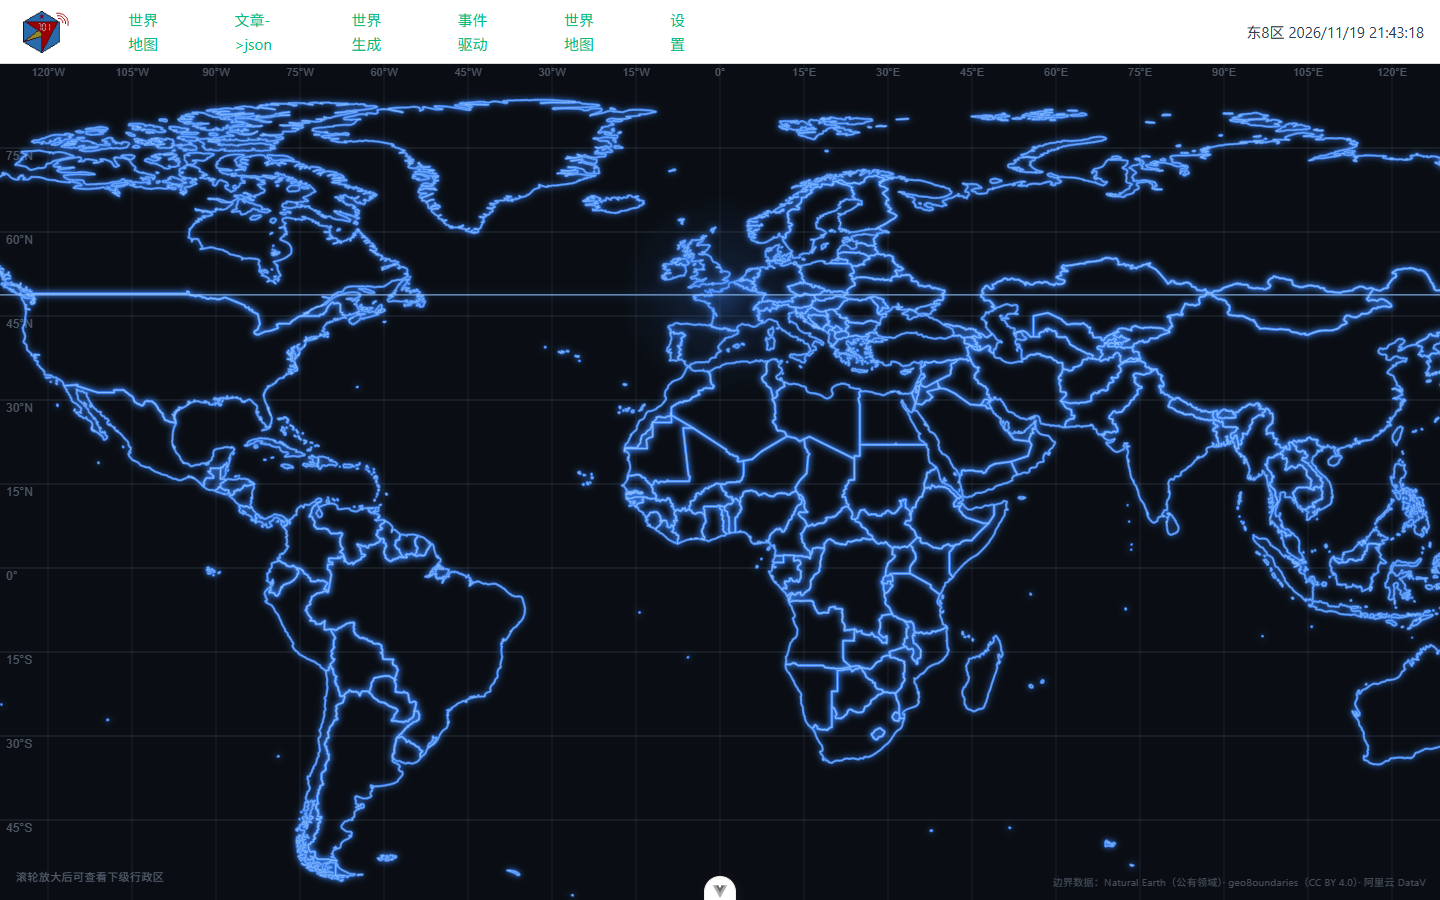 世界
地图
文章-
>json
世界
生成
事件
驱动
世界
地图
设
置
东8区 2026/11/19 21:43:18
120°W 105°W 90°W 75°W 60°W 45°W 30°W 15°W 0° 15°E 30°E 45°E 60°E 75°E 90°E 105°E 120°E
75°N
60°N
45°N
30°N
15°N
0°
15°S
30°S
45°S
滚轮放大后可查看下级行政区
边界数据：Natural Earth（公有领域）· geoBoundaries（CC BY 4.0）· 阿里云 DataV